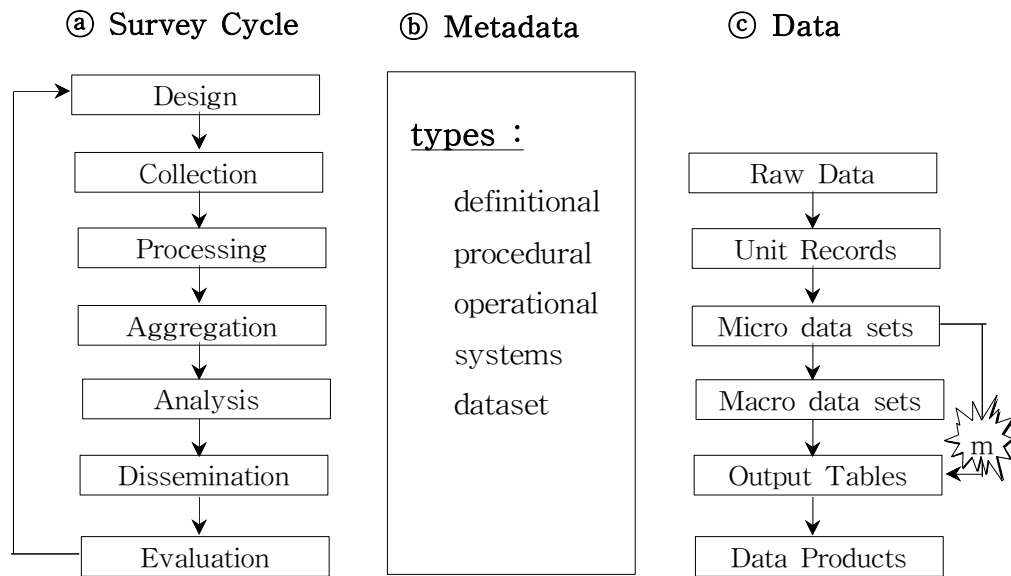 ⓐ Survey Cycle
Design
Collection
Processing
Aggregation
Analysis
Dissemination
Evaluation
ⓑ Metadata
types :
definitional
procedural
operational
systems
dataset
ⓒ Data
Raw Data
Unit Records
Micro data sets
Macro data sets
m
Output Tables
Data Products